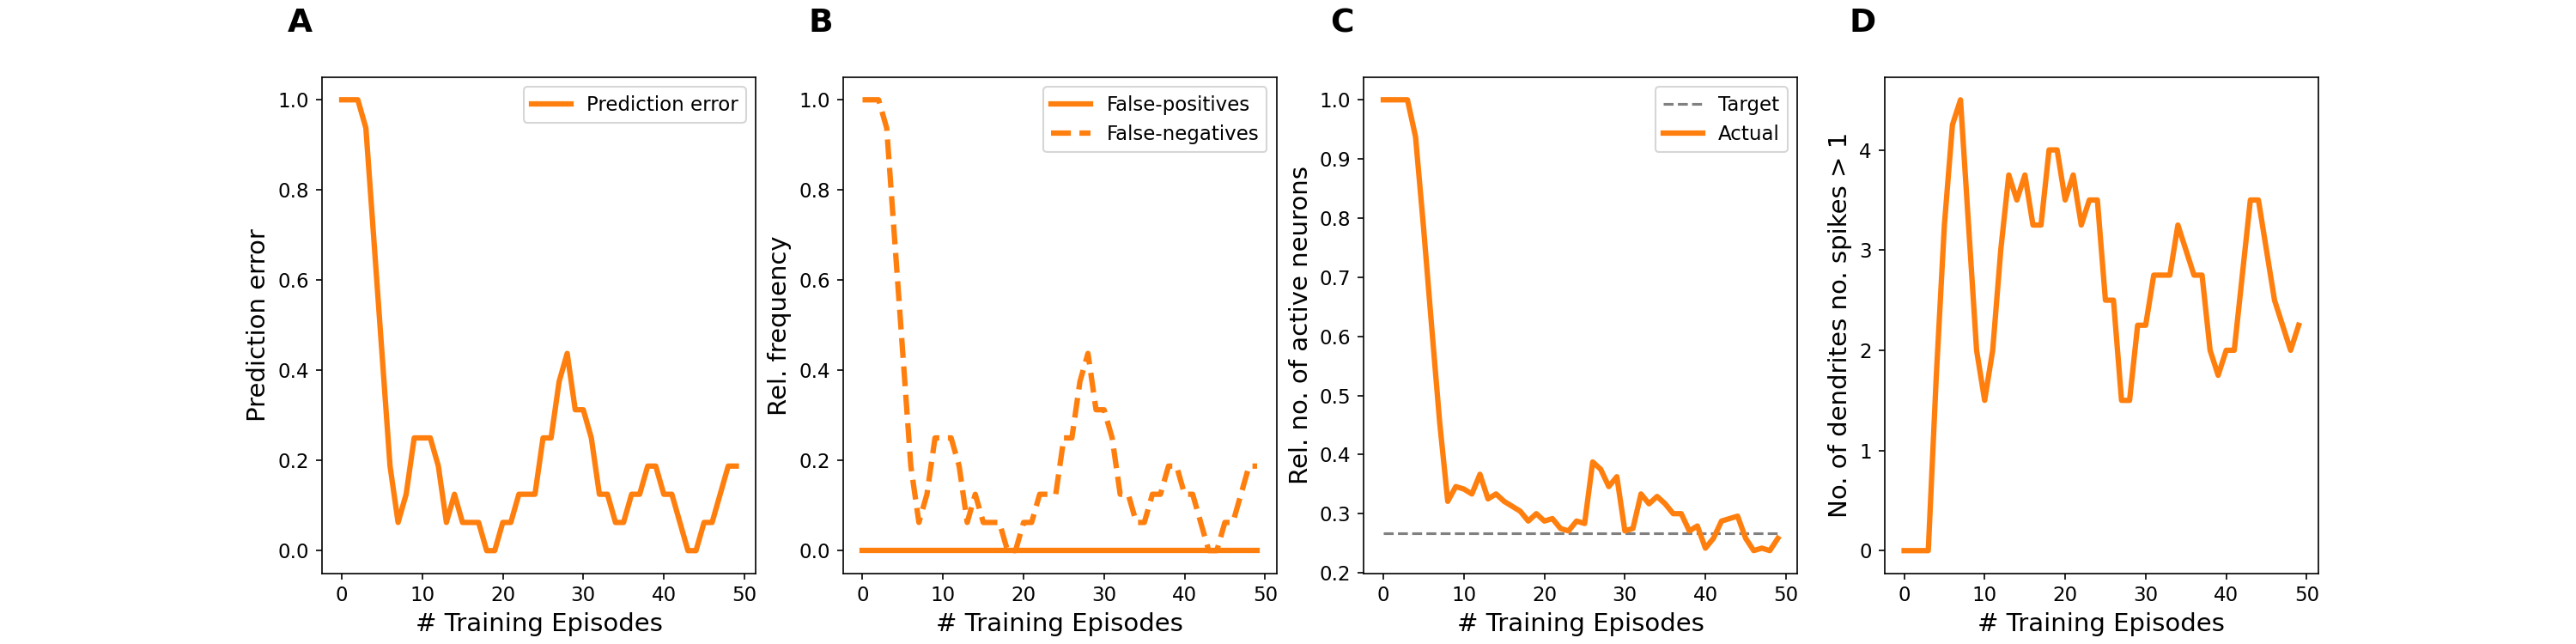 A
B
C
D
Prediction error
1.0
0.8
0.6
0.4
0.2
0.0
Prediction error
0
10
20
30
40
50
# Training Episodes
False-positives
False-negatives
1.0
0.8
0.6
0.4
0.2
0.0
Rel. frequency
0
10
20
30
40
50
# Training Episodes
Target
Actual
1.0
0.9
0.8
0.7
0.6
0.5
0.4
0.3
0.2
Rel. no. of active neurons
0
10
20
30
40
50
# Training Episodes
4
3
2
1
0
No. of dendrites no. spikes > 1
0
10
20
30
40
50
# Training Episodes